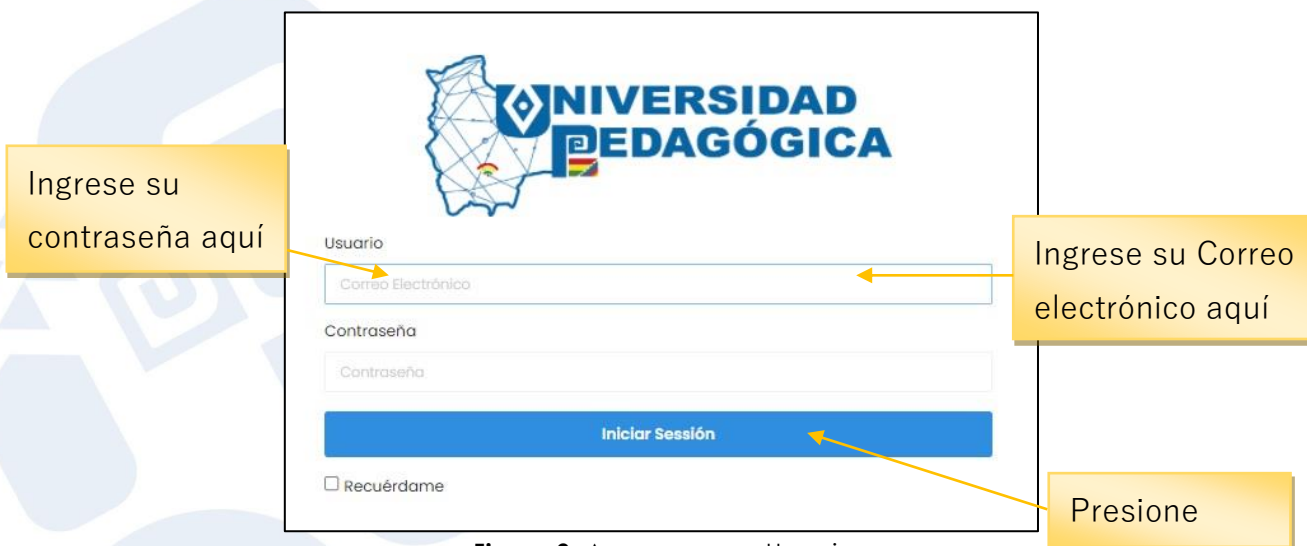 UNIVERSIDAD
PEDAGÓGICA
Ingrese su
contraseña aquí
Usuario
Correo Electrónico
Ingrese su Correo
electrónico aquí
Contraseña
Contraseña
Iniciar Sessión
Recuérdame
Presione